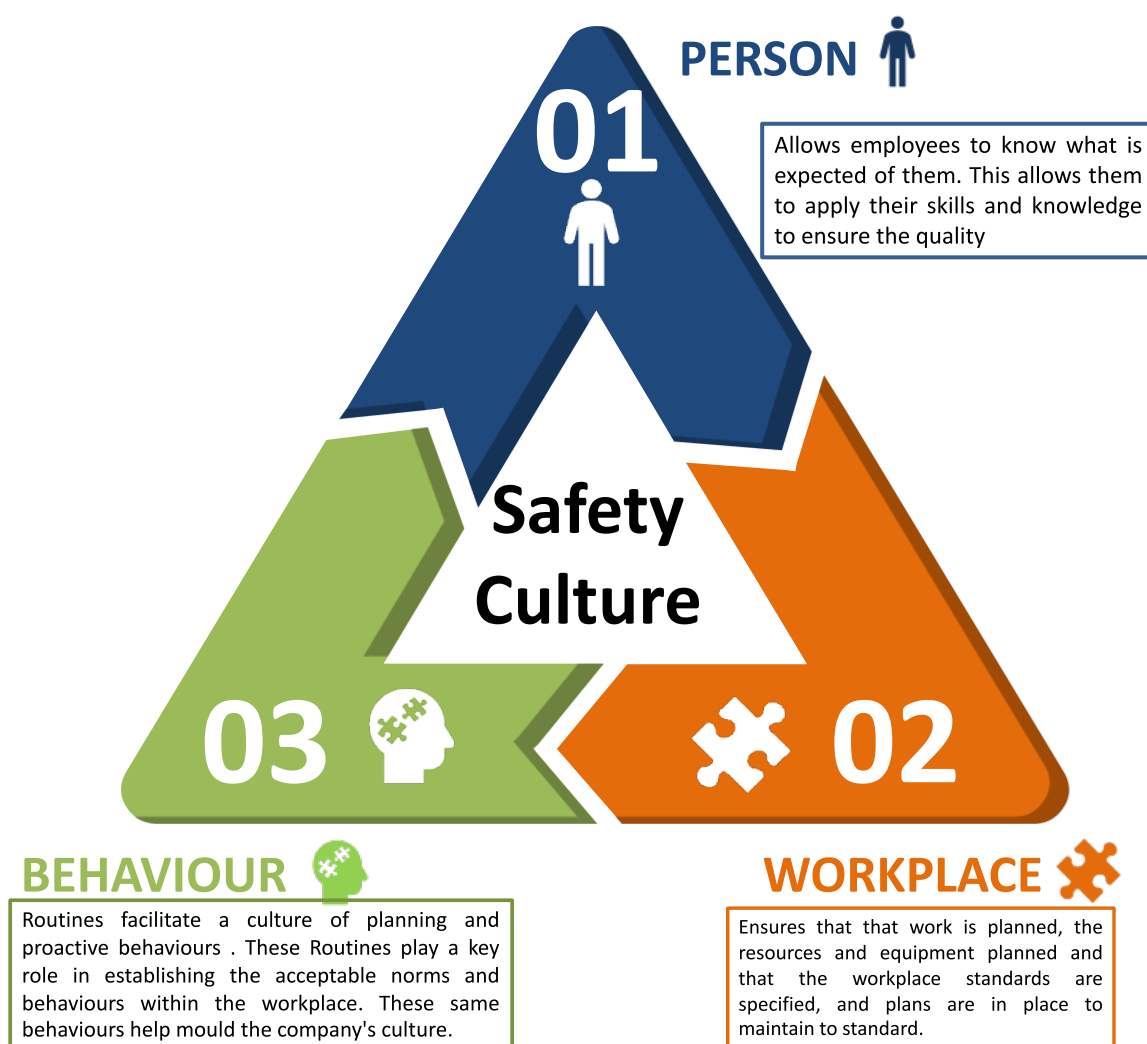 PERSON
01
Allows employees to know what is
expected of them. This allows them
to apply their skills and knowledge
to ensure the quality
Safety
Culture
03
02
BEHAVIOUR
Routines facilitate a culture of planning and
proactive behaviours . These Routines play a key
role in establishing the acceptable norms and
behaviours within the workplace. These same
behaviours help mould the company's culture.
WORKPLACE
Ensures that that work is planned, the
resources and equipment planned and
that the workplace standards are
specified, and plans are in place to
maintain to standard.